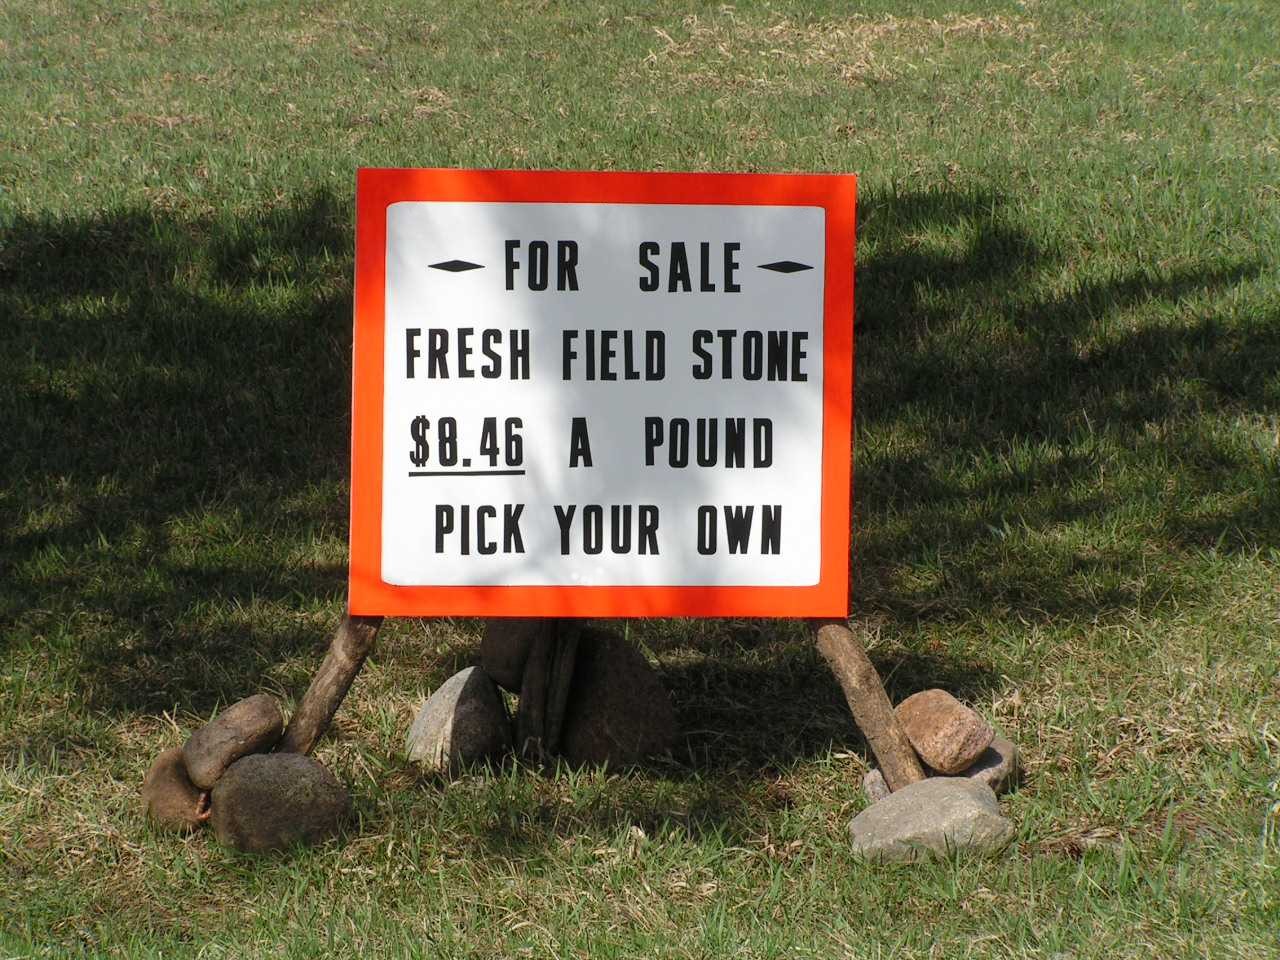 FOR SALE
FRESH FIELD STONE
$8.46 A POUND
PICK YOUR OWN